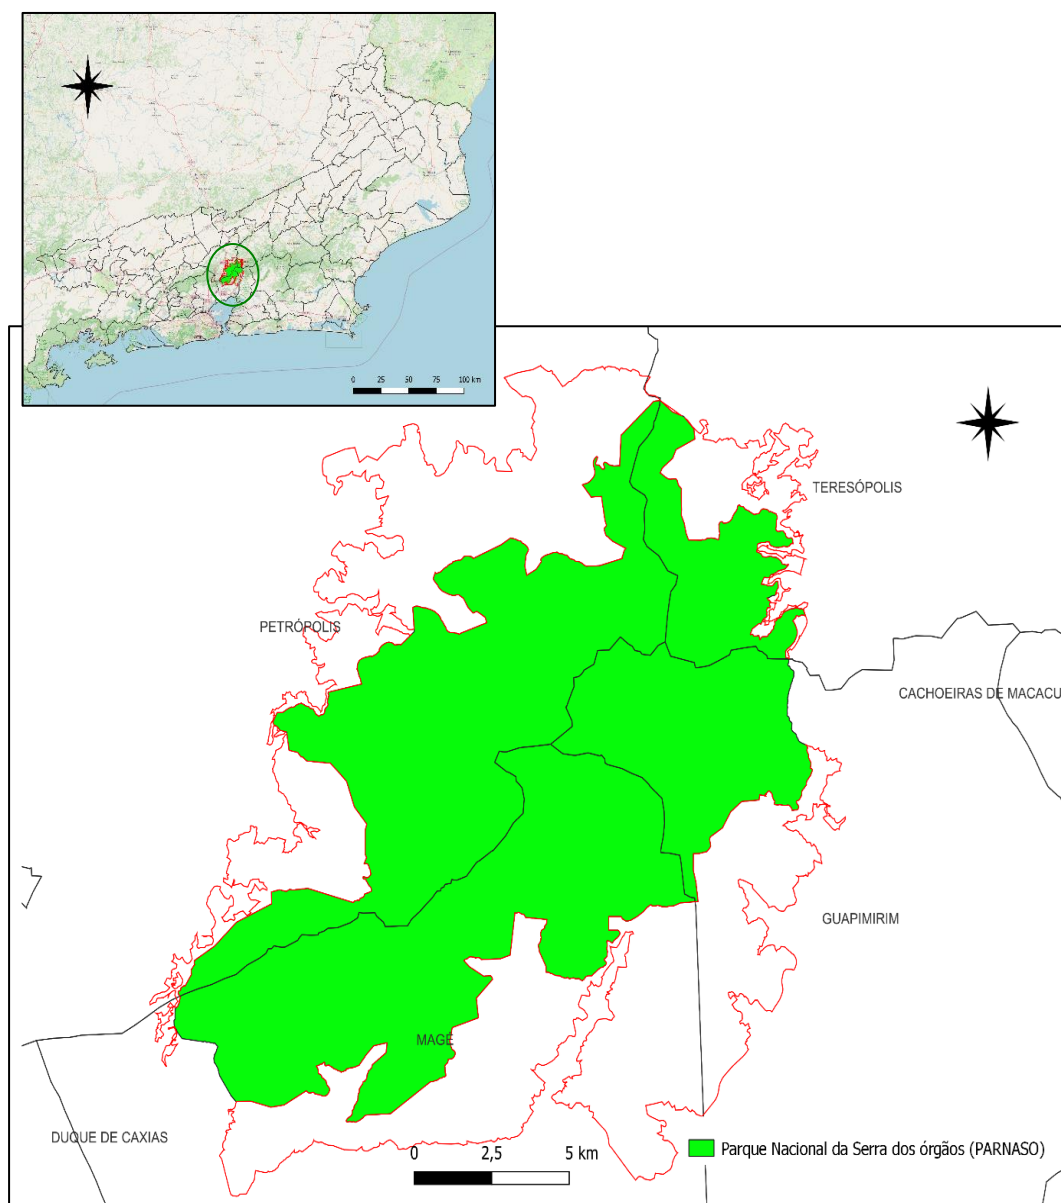 0 25 50 75 100 km
TERESÓPOLIS
PETRÓPOLIS
CACHOEIRAS DE MACACU
GUAPIMIRIM
MAGÉ
DUQUE DE CAXIAS
0 2,5 5 km
Parque Nacional da Serra dos órgãos (PARNASO)